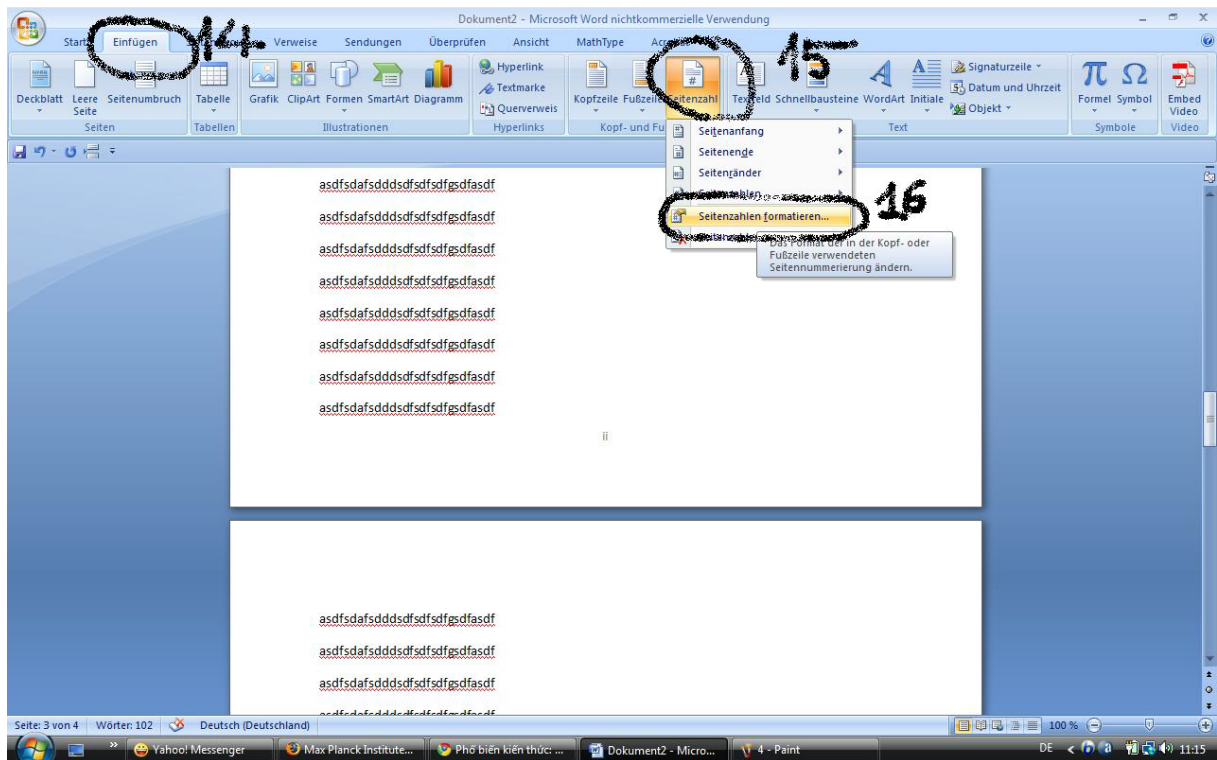 Dokument2 - Microsoft Word nichtkommerzielle Verwendung
Start Einfügen 14 Verweise Sendungen Überprüfen Ansicht MathType 15
Deckblatt Leere Seite Seitenumbruch Tabelle Grafik ClipArt Formen SmartArt Diagramm Hyperlink Textmarke Querverweis Kopfzeile Fußzeile Seitenzahl Textfeld Schnellbausteine WordArt Initiale Signaturzeile Datum und Uhrzeit Objekt Formel Symbol Embed Video
Seiten Tabellen Illustrationen Hyperlinks Kopf- und Text Symbole Video
Seitenanfang
Seitenende
Seitenränder
Seitenzahlen
Seitenzahlen formatieren... 16
Das Format der in der Kopf- oder
Fußzeile verwendeten
Seitennummerierung ändern.
asdfsdafsdddsdfsdfsdfgsdfasdf
asdfsdafsdddsdfsdfsdfgsdfasdf
asdfsdafsdddsdfsdfsdfgsdfasdf
asdfsdafsdddsdfsdfsdfgsdfasdf
asdfsdafsdddsdfsdfsdfgsdfasdf
asdfsdafsdddsdfsdfsdfgsdfasdf
asdfsdafsdddsdfsdfsdfgsdfasdf
asdfsdafsdddsdfsdfsdfgsdfasdf
ii
asdfsdafsdddsdfsdfsdfgsdfasdf
asdfsdafsdddsdfsdfsdfgsdfasdf
asdfsdafsdddsdfsdfsdfgsdfasdf
asdfsdafsdddsdfsdfsdfgsdfasdf
Seite: 3 von 4 Wörter: 102 Deutsch (Deutschland) 100 %
Yahoo! Messenger Max Planck Institute... Phổ biến kiến thức: ... Dokument2 - Micro... 4 - Paint DE 11:15